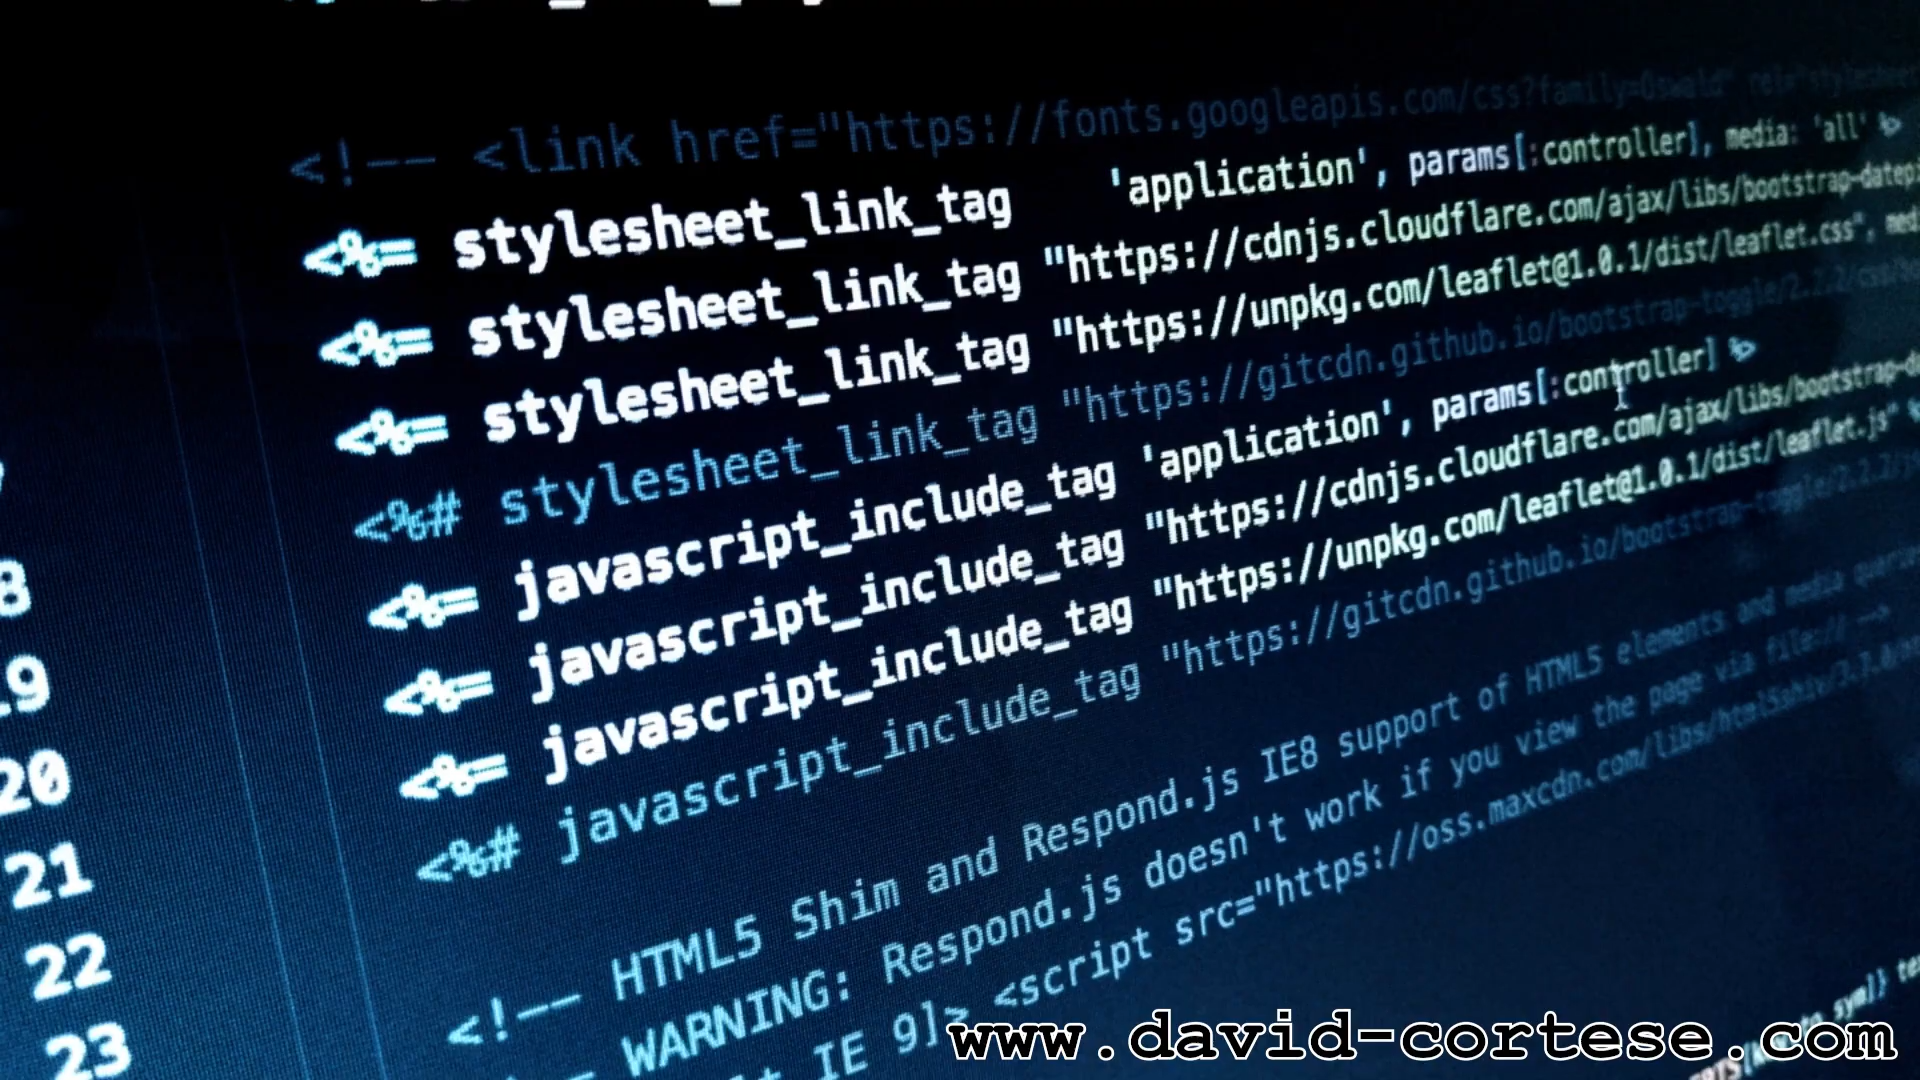 <!-- <link href="https://fonts.googleapis.com/css?family=Oswald" rel="stylesheet
<%= stylesheet_link_tag 'application', params[:controller], media: 'all' %>
<%= stylesheet_link_tag "https://cdnjs.cloudflare.com/ajax/libs/bootstrap-datepi
<%= stylesheet_link_tag "https://unpkg.com/leaflet@1.0.1/dist/leaflet.css", med
<%# stylesheet_link_tag "https://gitcdn.github.io/bootstrap-toggle/2.2.2/css/
8 <%= javascript_include_tag 'application', params[:controller] %>
19 <%= javascript_include_tag "https://cdnjs.cloudflare.com/ajax/libs/bootstrap-da
20 <%= javascript_include_tag "https://unpkg.com/leaflet@1.0.1/dist/leaflet.js"
21 <%# javascript_include_tag "https://gitcdn.github.io/bootstrap-toggle/2.2.2/js
22
23 <!-- HTML5 Shim and Respond.js IE8 support of HTML5 elements and media queries
WARNING: Respond.js doesn't work if you view the page via file:// -->
IE 9]> <script src="https://oss.maxcdn.com/libs/html5shiv/3.7.0/
www.david-cortese.com